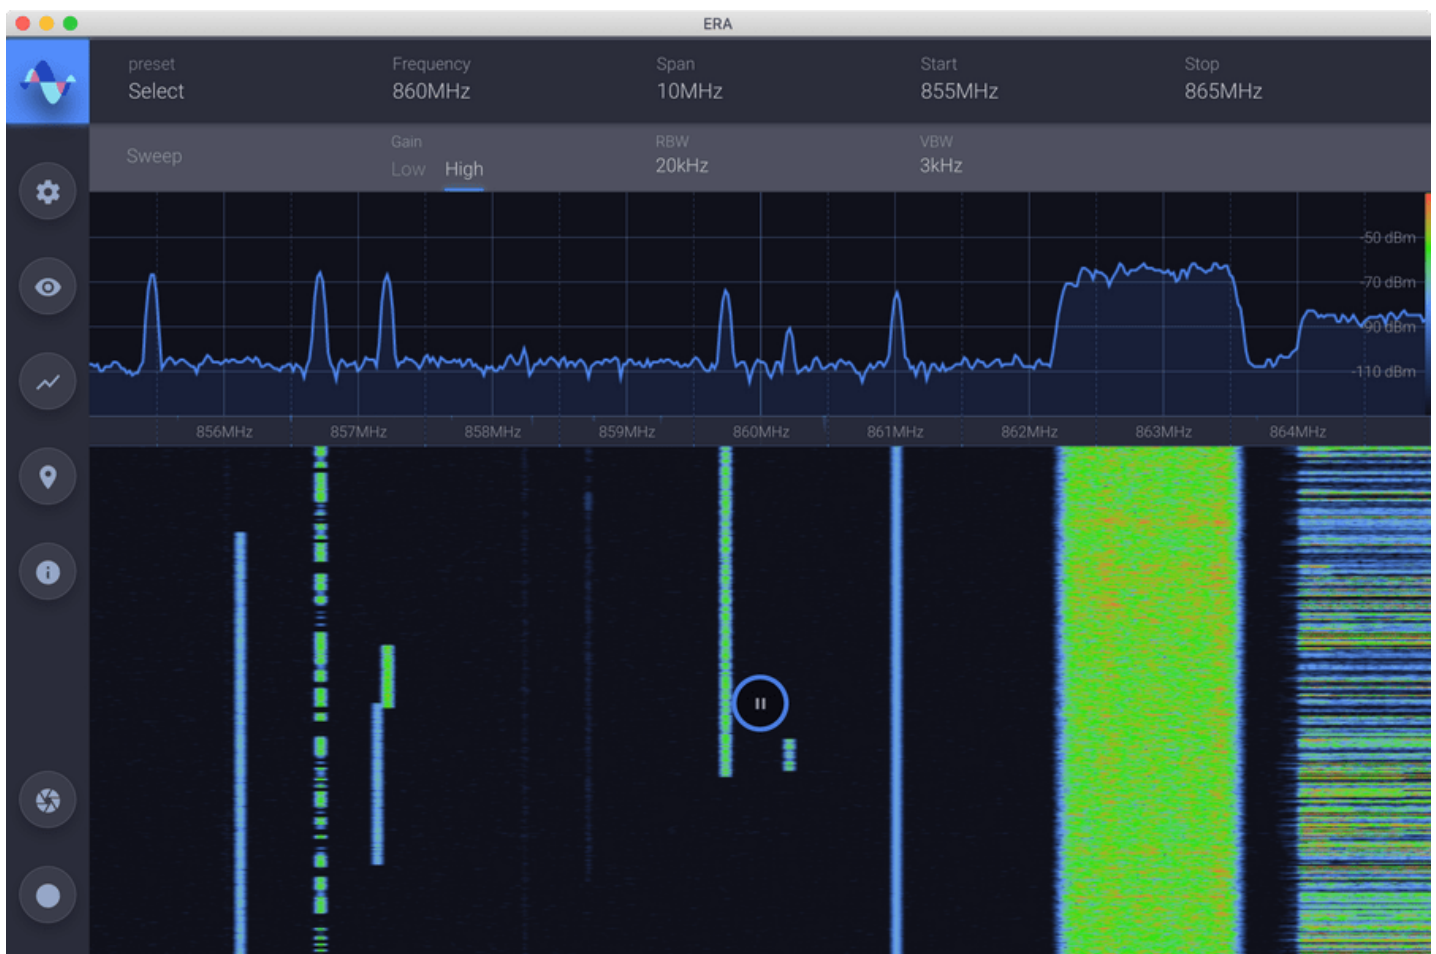 ERA
preset Frequency Span Start Stop
Select 860MHz 10MHz 855MHz 865MHz
Sweep Gain RBW VBW
Low High 20kHz 3kHz
-50 dBm
-70 dBm
-90 dBm
-110 dBm
856MHz 857MHz 858MHz 859MHz 860MHz 861MHz 862MHz 863MHz 864MHz